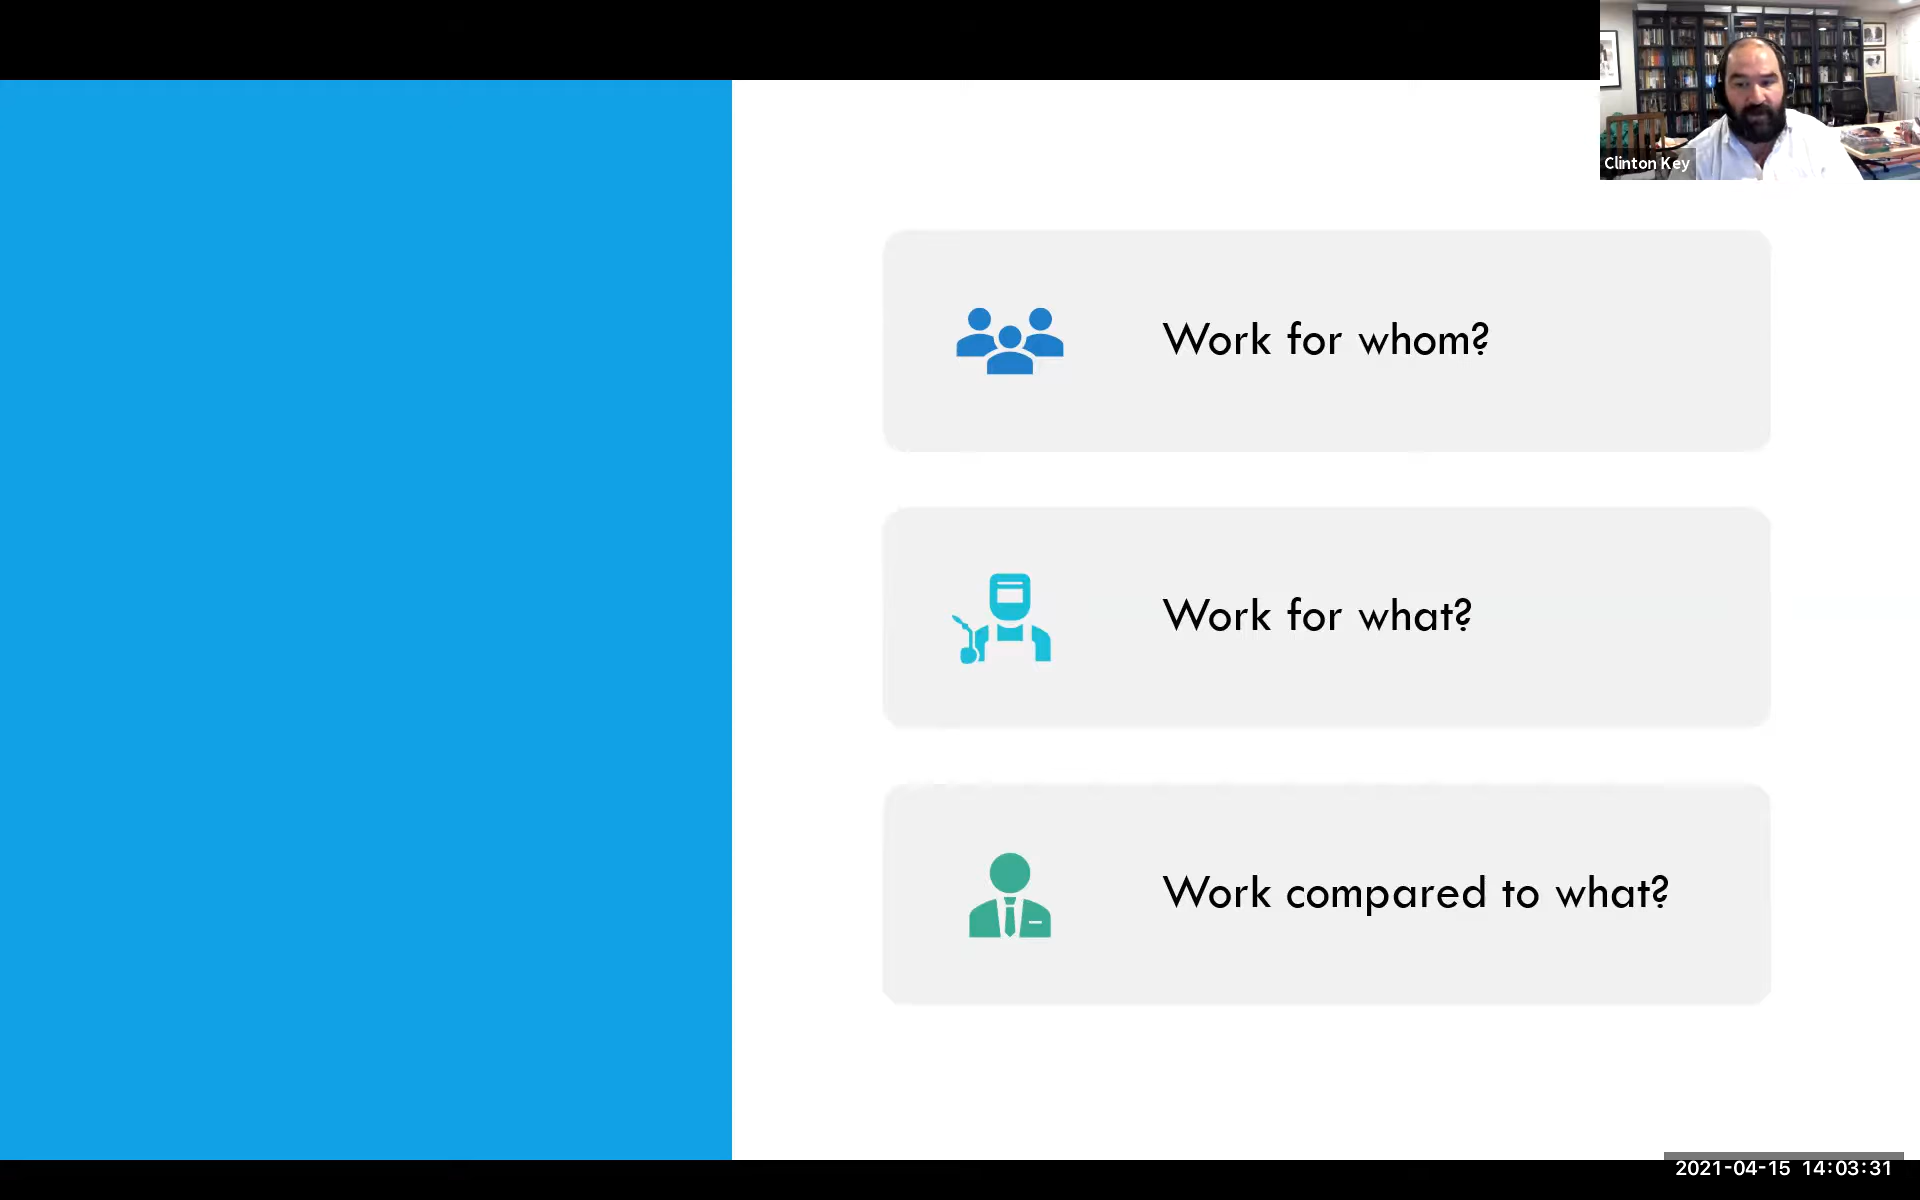 Clinton Key
Work for whom?
Work for what?
Work compared to what?
2021-04-15 14:03:31